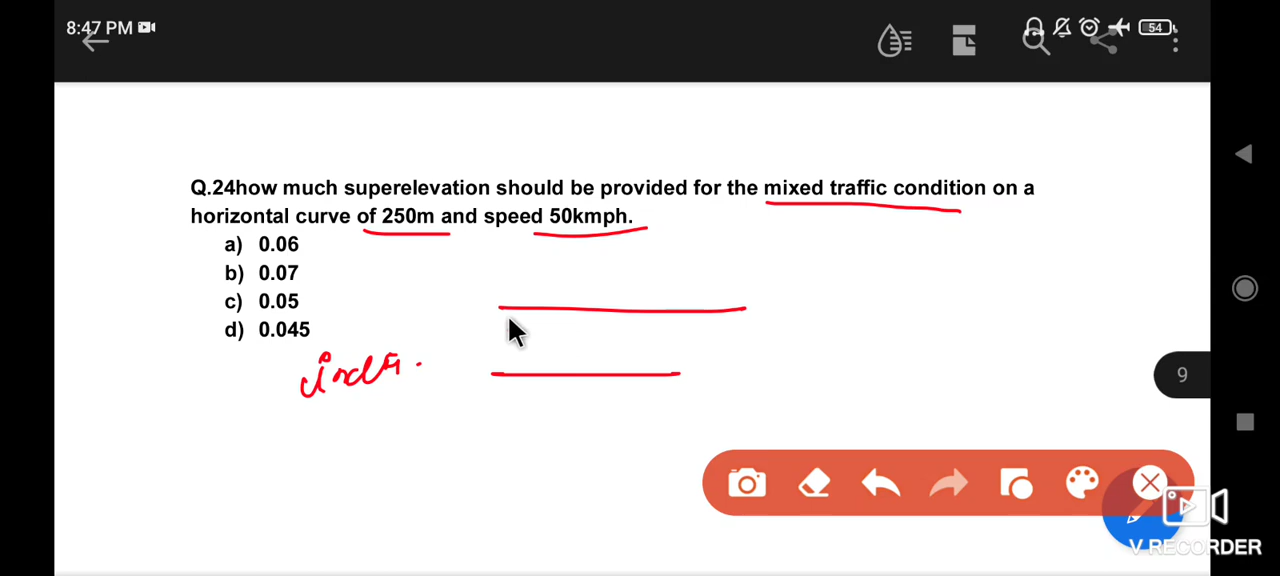 8:47 PM
54
Q.24how much superelevation should be provided for the mixed traffic condition on a
horizontal curve of 250m and speed 50kmph.
a) 0.06
b) 0.07
c) 0.05
d) 0.045
9
V RECORDER